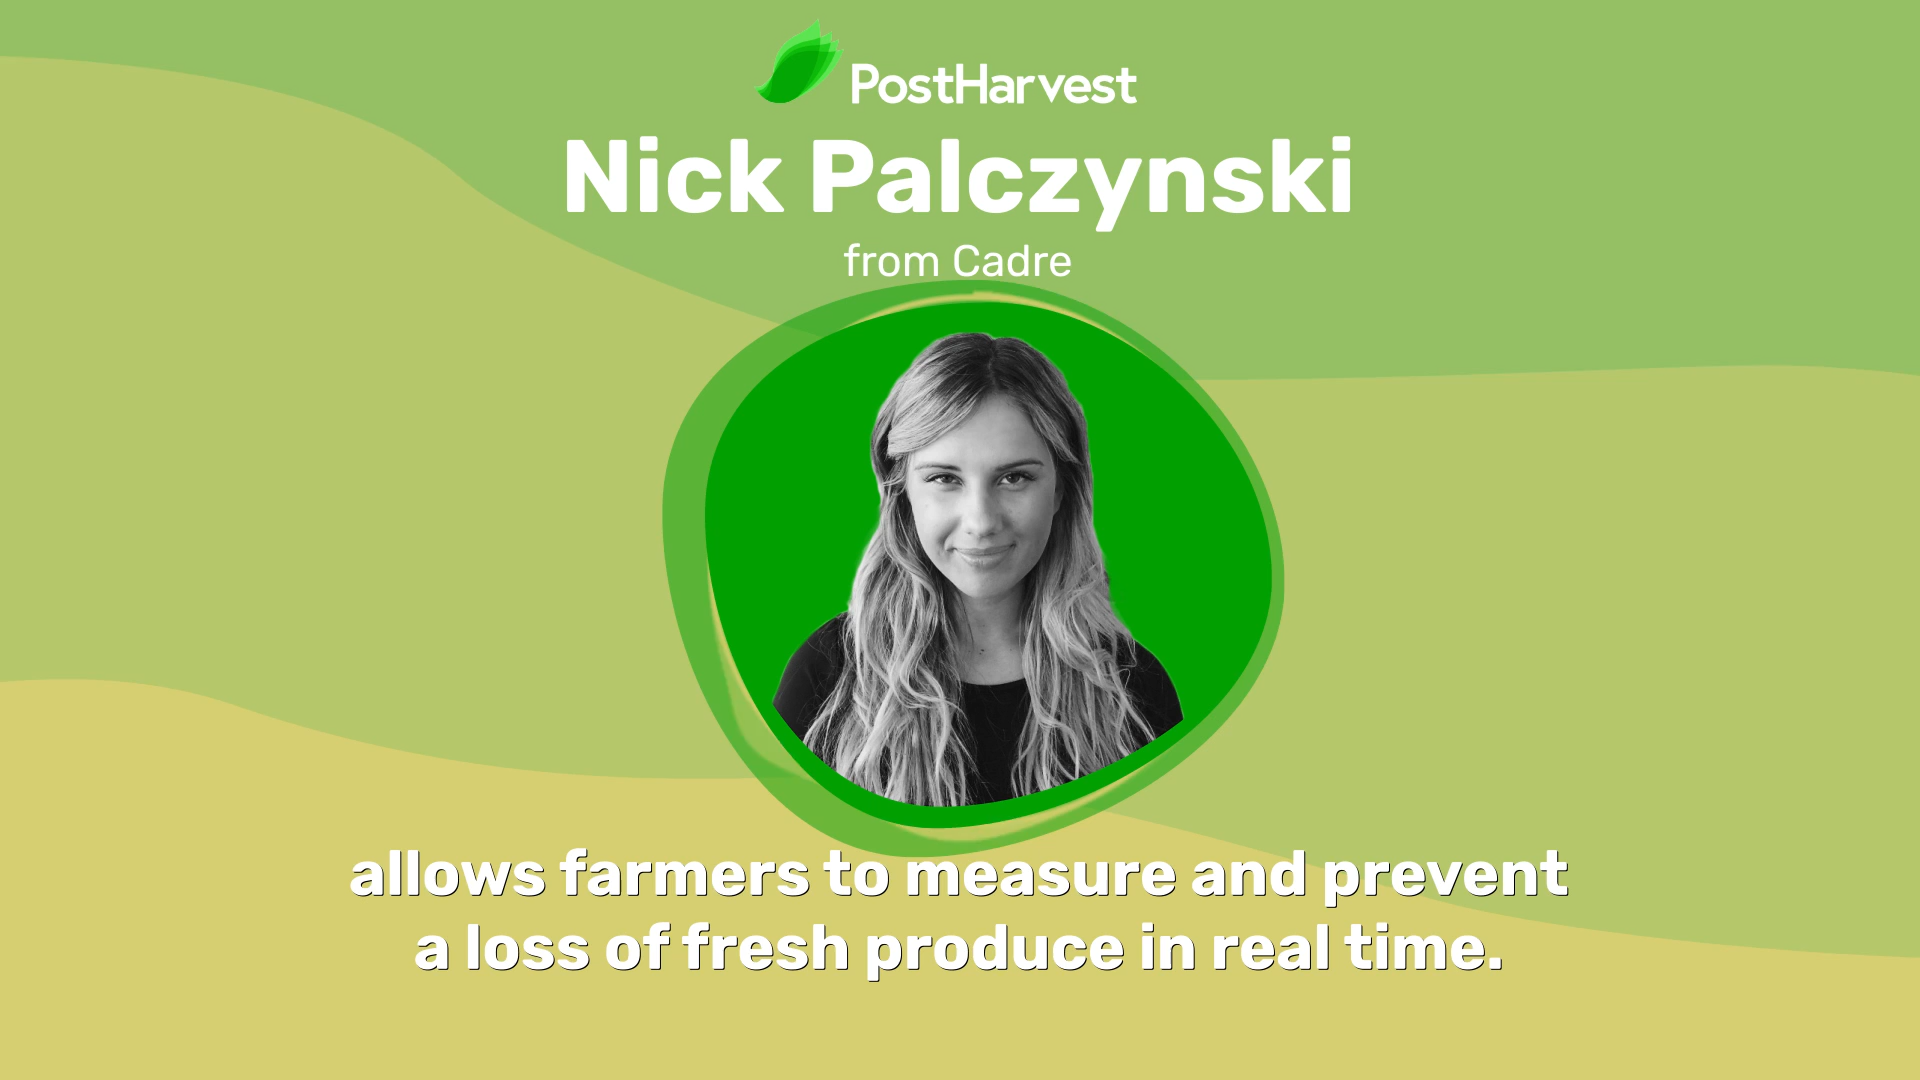 PostHarvest
Nick Palczynski
from Cadre
allows farmers to measure and prevent
a loss of fresh produce in real time.